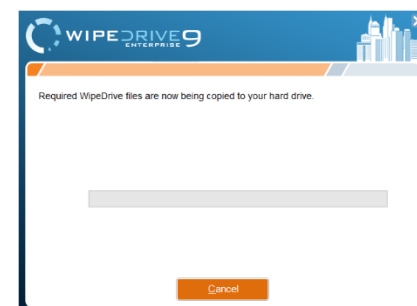 WIPEDRIVE 9
ENTERPRISE
Required WipeDrive files are now being copied to your hard drive.
Cancel